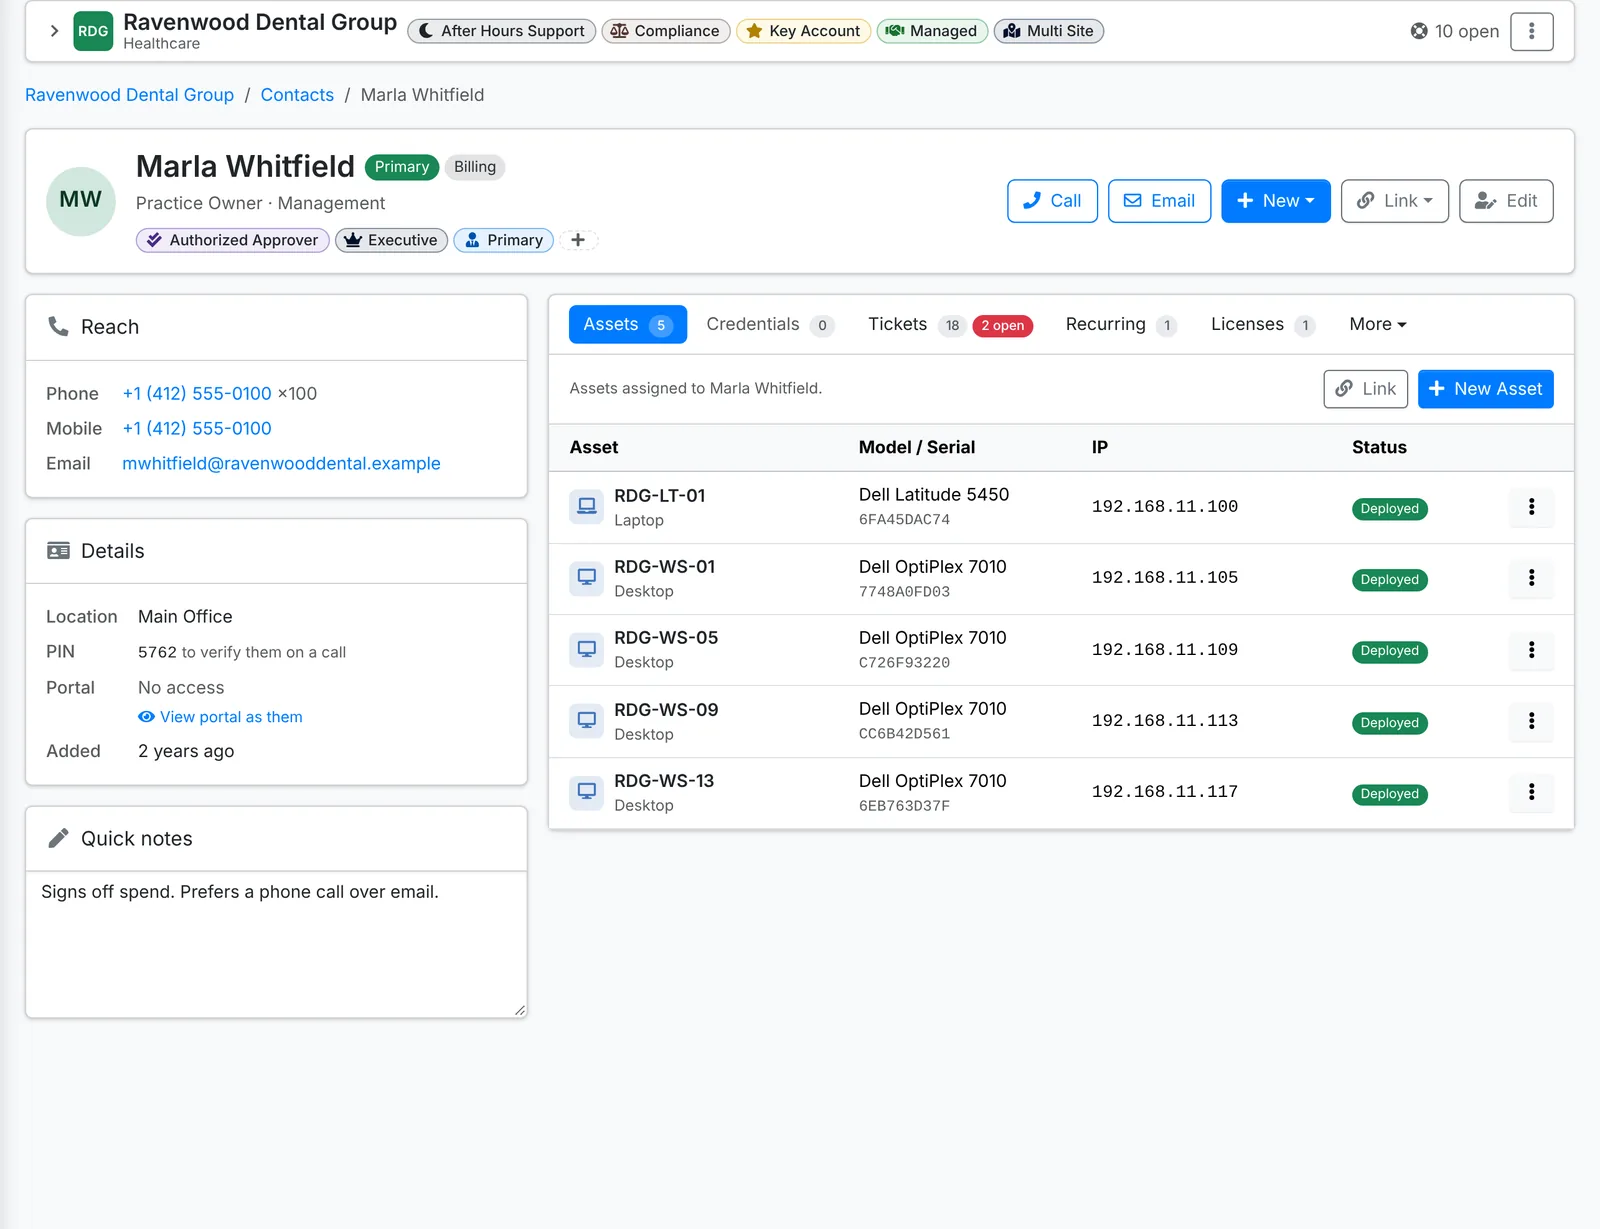 RDG
Ravenwood Dental Group
Healthcare
After Hours Support
Compliance
Key Account
Managed
Multi Site
10 open
Ravenwood Dental Group / Contacts / Marla Whitfield
MW
Marla Whitfield Primary Billing
Practice Owner · Management
Authorized Approver Executive Primary
Call Email New Link Edit
Reach
Phone +1 (412) 555-0100 ×100
Mobile +1 (412) 555-0100
Email mwhitfield@ravenwooddental.example
Details
Location Main Office
PIN 5762 to verify them on a call
Portal No access
View portal as them
Added 2 years ago
Quick notes
Signs off spend. Prefers a phone call over email.
Assets 5 Credentials 0 Tickets 18 2 open Recurring 1 Licenses 1 More
Assets assigned to Marla Whitfield. Link New Asset
Asset Model / Serial IP Status
RDG-LT-01 Dell Latitude 5450 192.168.11.100 Deployed
Laptop 6FA45DAC74
RDG-WS-01 Dell OptiPlex 7010 192.168.11.105 Deployed
Desktop 7748A0FD03
RDG-WS-05 Dell OptiPlex 7010 192.168.11.109 Deployed
Desktop C726F93220
RDG-WS-09 Dell OptiPlex 7010 192.168.11.113 Deployed
Desktop CC6B42D561
RDG-WS-13 Dell OptiPlex 7010 192.168.11.117 Deployed
Desktop 6EB763D37F